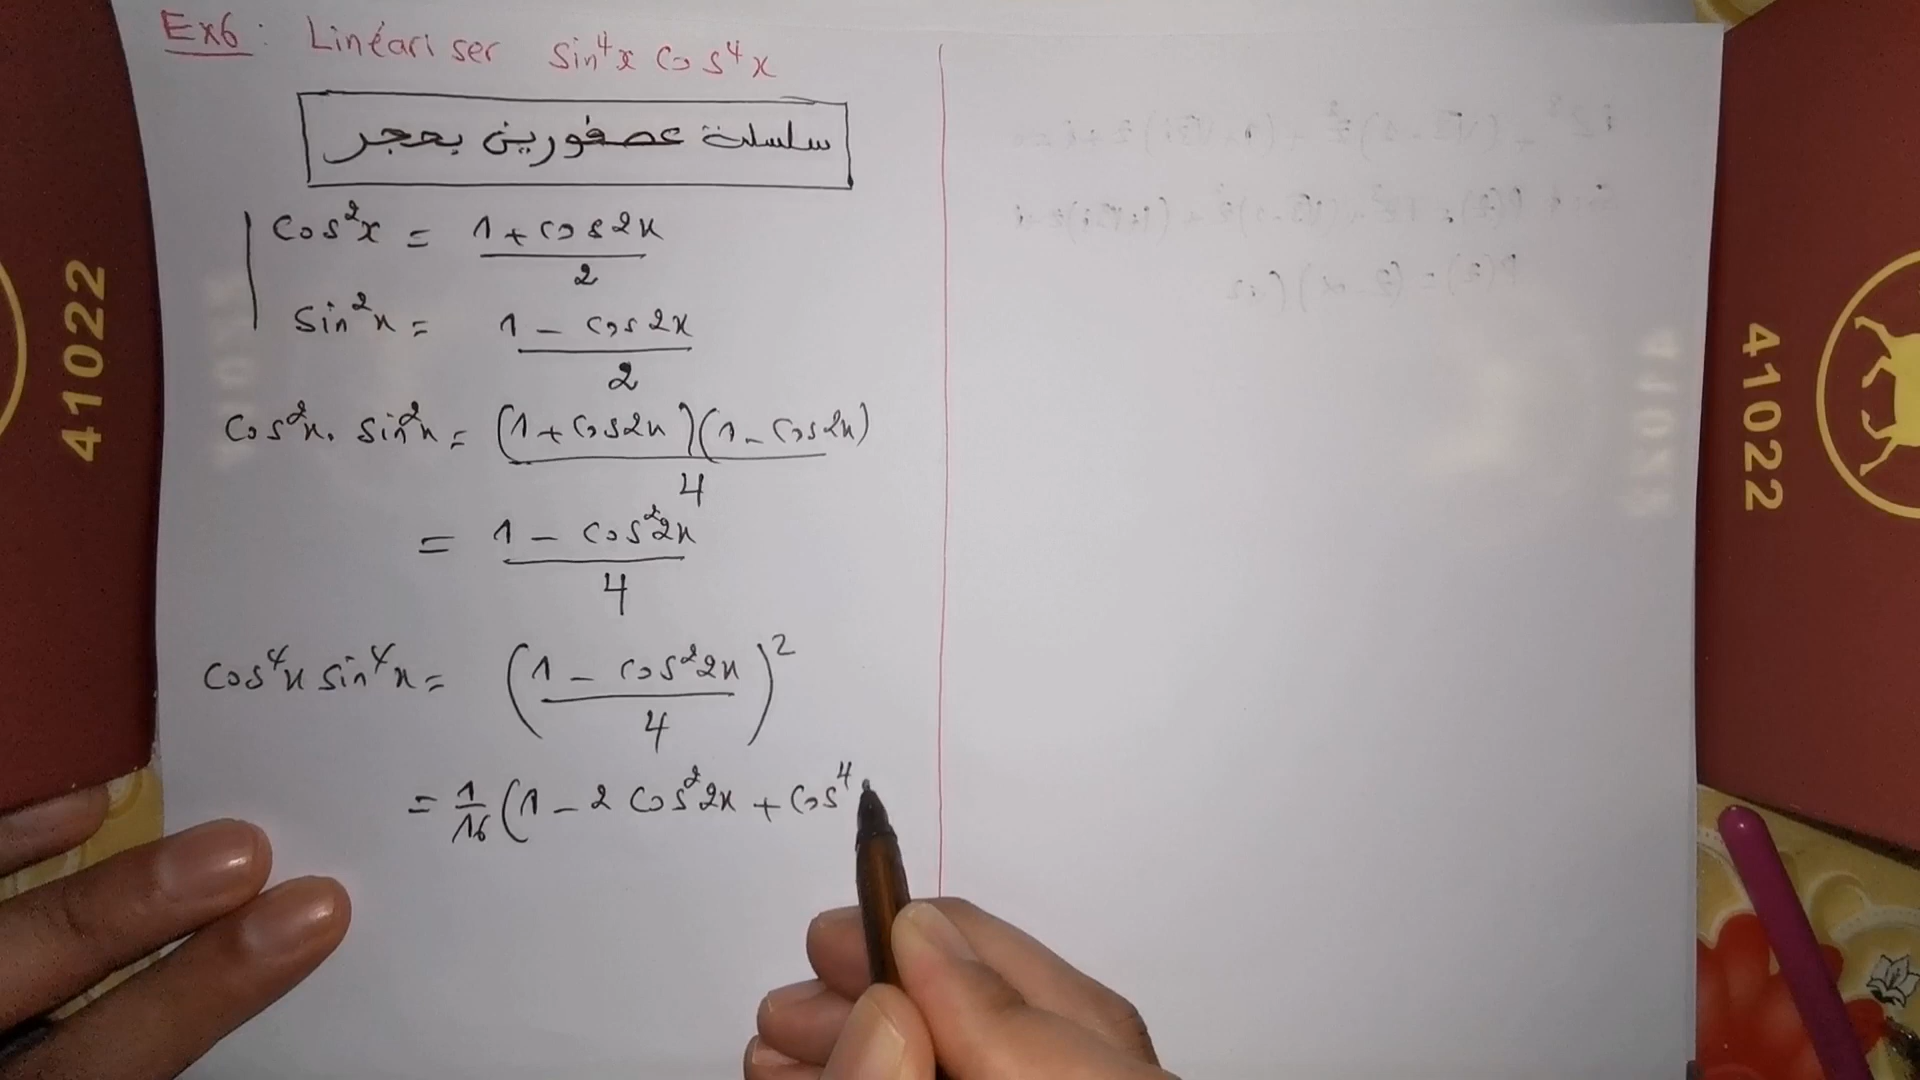 Ex6 : Linéariser sin⁴x cos⁴x
سلسلة عصفورين بحجر
cos²x = (1 + cos2x)/2
sin²x = (1 - cos2x)/2
cos²x . sin²x = (1 + cos2x)(1 - cos2x)/4
= (1 - cos²2x)/4
cos⁴x sin⁴x = ((1 - cos²2x)/4)²
= 1/16 (1 - 2 cos²2x + cos⁴
41022
41022